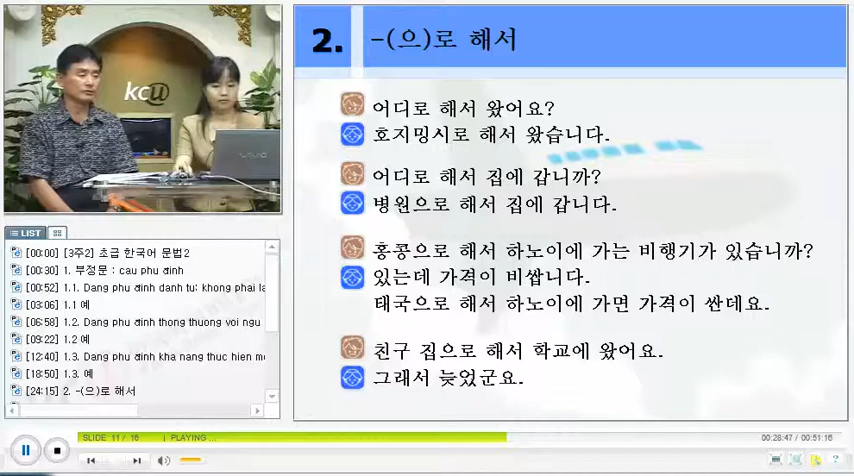 kcu
2. -(으)로 해서
어디로 해서 왔어요?
호지밍시로 해서 왔습니다.
어디로 해서 집에 갑니까?
병원으로 해서 집에 갑니다.
홍콩으로 해서 하노이에 가는 비행기가 있습니까?
있는데 가격이 비쌉니다.
태국으로 해서 하노이에 가면 가격이 싼데요.
친구 집으로 해서 학교에 왔어요.
그래서 늦었군요.
LIST
[00:00] [3주2] 초급 한국어 문법2
[00:30] 1. 부정문 : cau phu đinh
[00:52] 1.1. Dang phu đinh danh tu: khong phai la
[03:06] 1.1 예
[06:58] 1.2. Dang phu đinh thong thuong voi ngu
[09:22] 1.2 예
[12:40] 1.3. Dang phu đinh kha nang thuc hien mo
[18:50] 1.3. 예
[24:15] 2. -(으)로 해서
SLIDE 11 / 16 | PLAYING ...
00:28:47 / 00:51:16